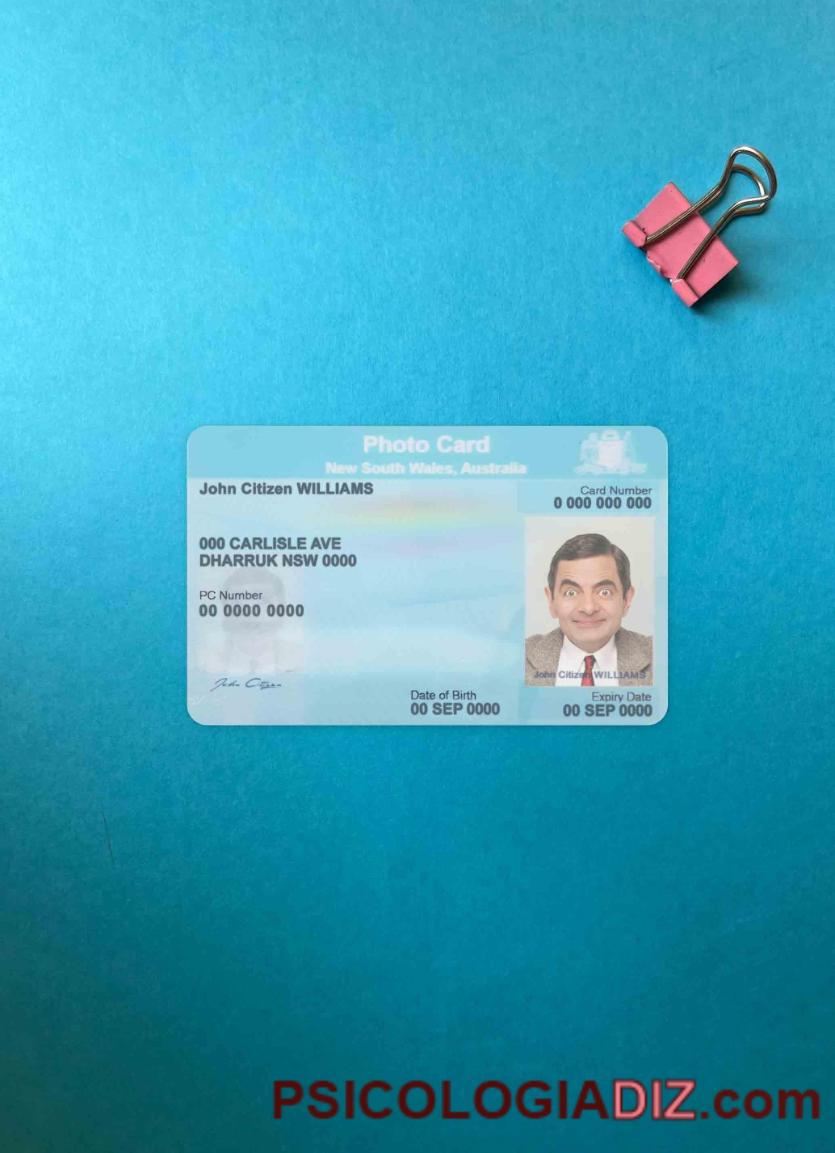 Photo Card
New South Wales, Australia
John Citizen WILLIAMS
Card Number
0 000 000 000
000 CARLISLE AVE
DHARRUK NSW 0000
PC Number
00 0000 0000
John Citizen
John Citizen WILLIAMS
Date of Birth
00 SEP 0000
Expiry Date
00 SEP 0000
PSICOLOGIADIZ.com